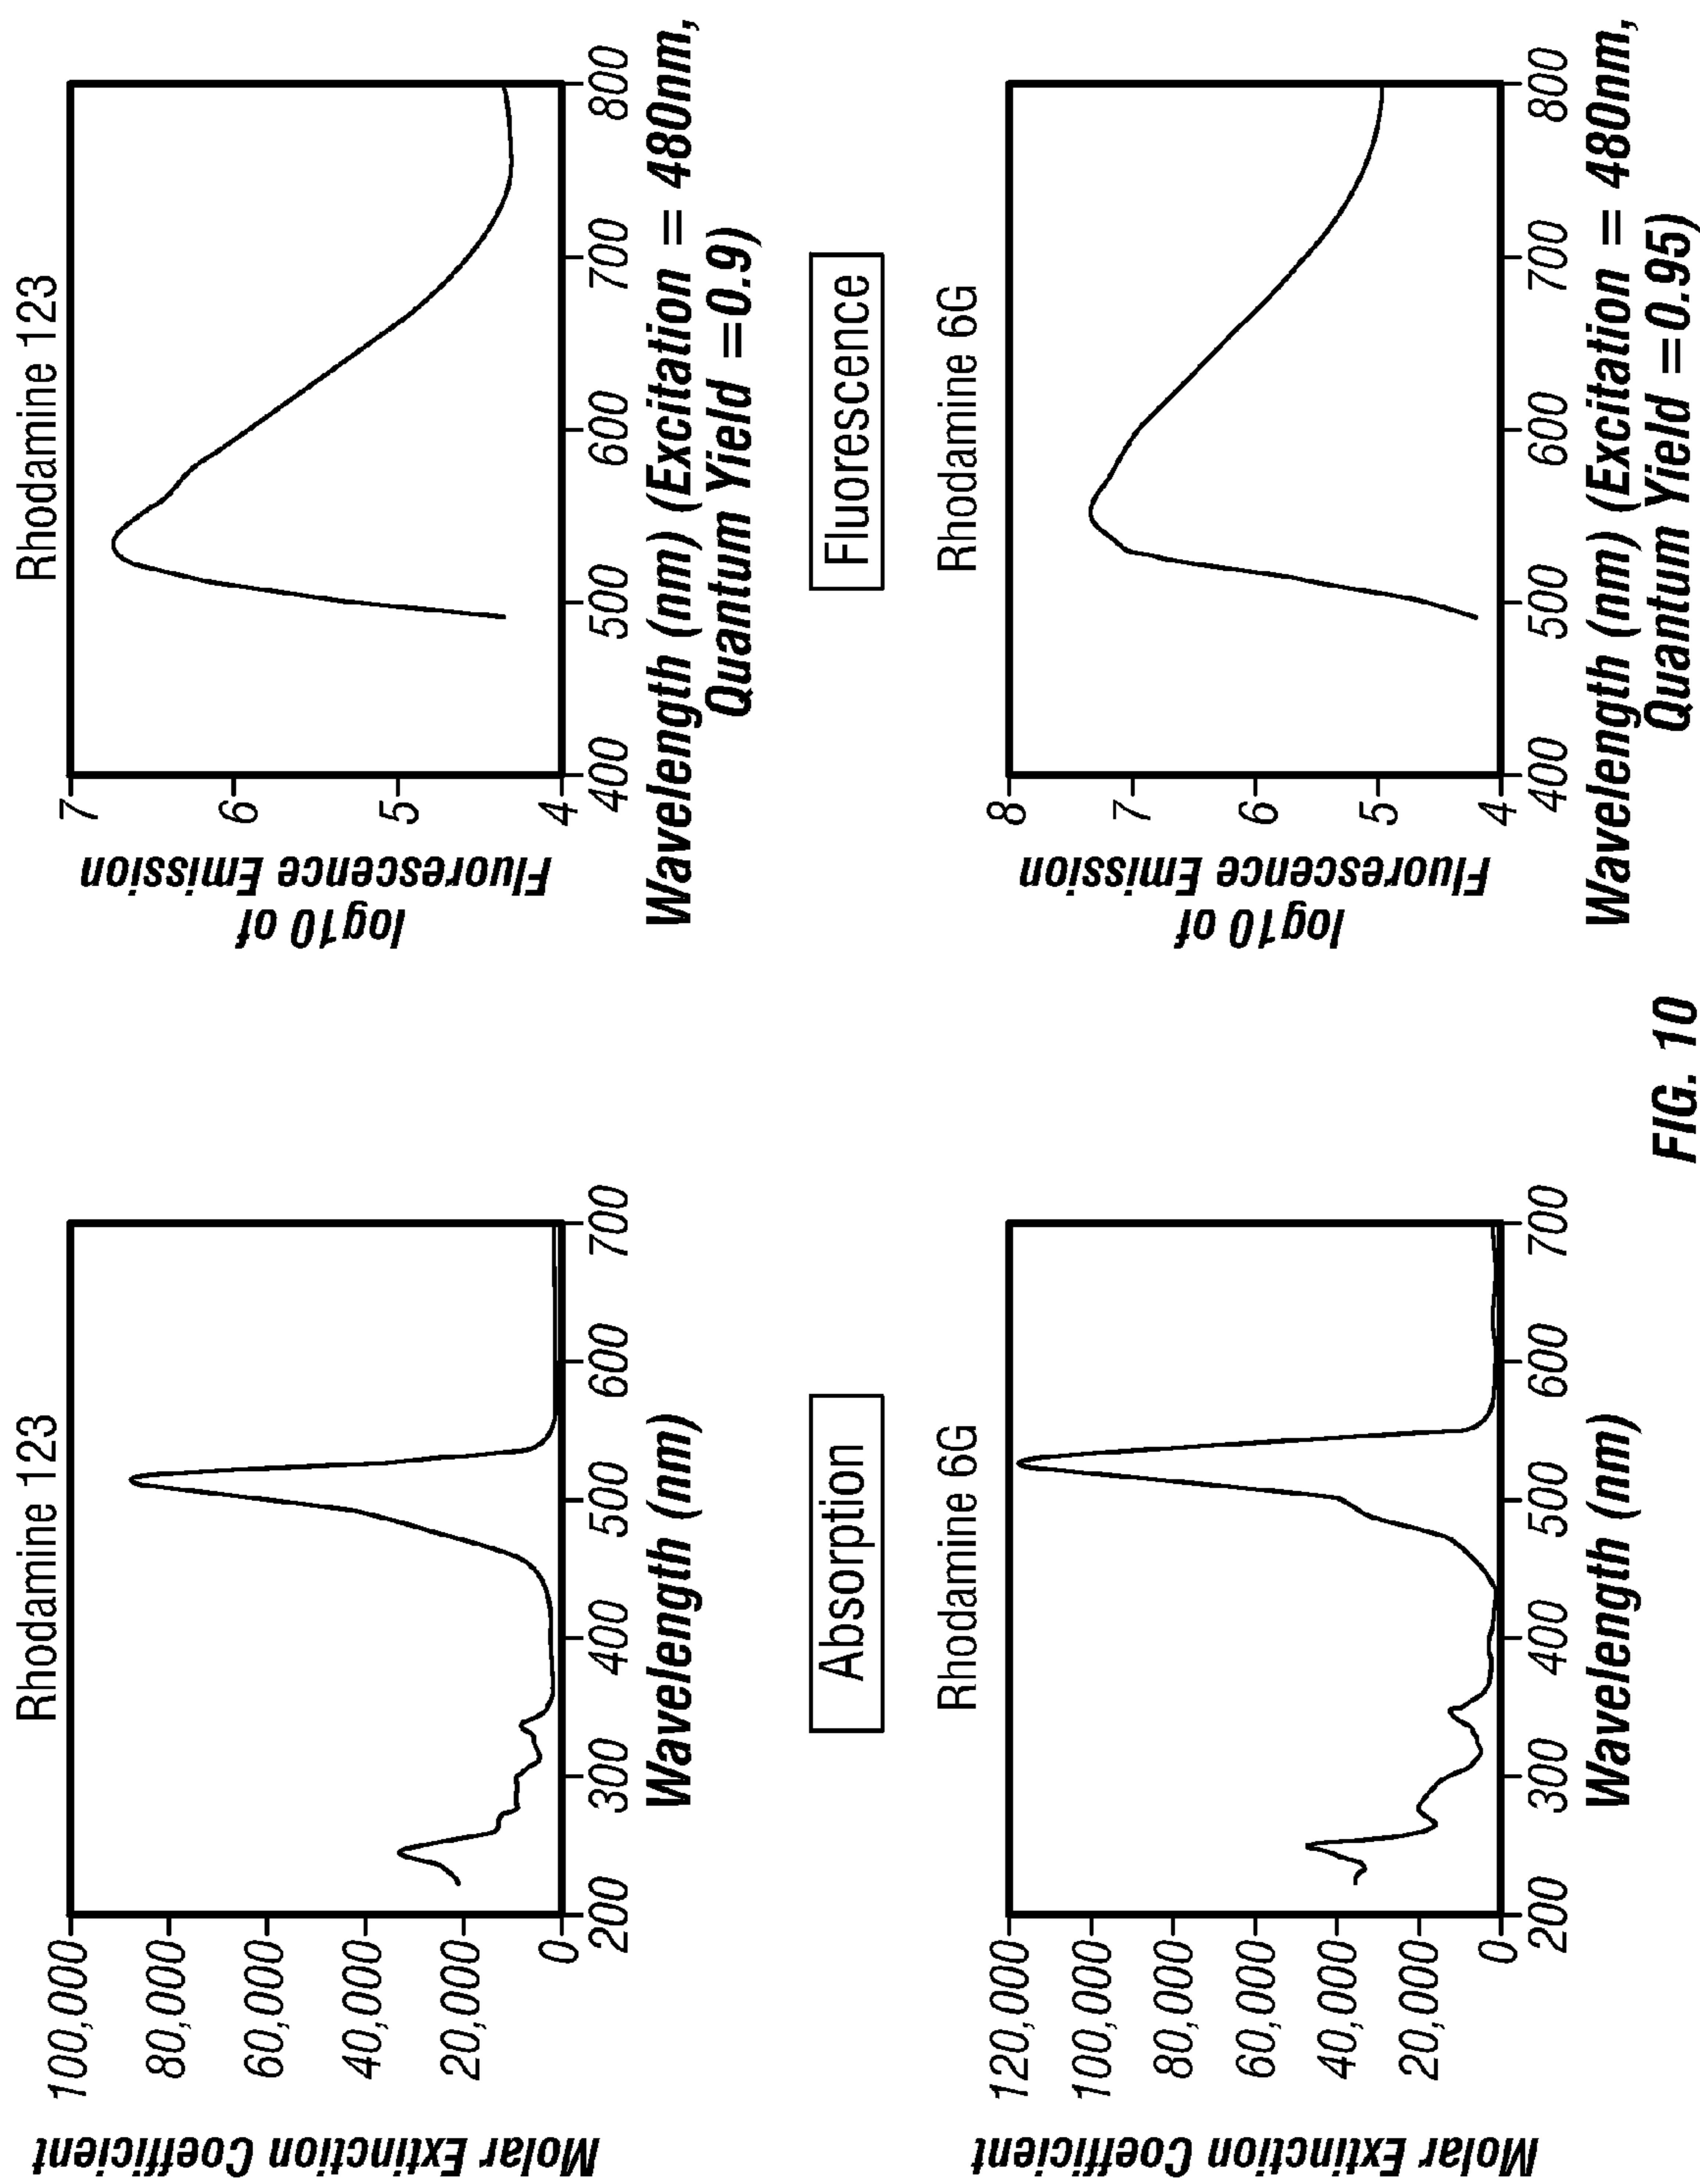 Rhodamine 123
Molar Extinction Coefficient
100,000
80,000
60,000
40,000
20,000
0
200 300 400 500 600 700
Wavelength (nm)
Rhodamine 123
log10 of
Fluorescence Emission
7
6
5
4
400 500 600 700 800
Wavelength (nm) (Excitation = 480nm,
Quantum Yield =0.9)
Absorption
Fluorescence
Rhodamine 6G
Molar Extinction Coefficient
120,000
100,000
80,000
60,000
40,000
20,000
0
200 300 400 500 600 700
Wavelength (nm)
Rhodamine 6G
log10 of
Fluorescence Emission
8
7
6
5
4
400 500 600 700 800
Wavelength (nm) (Excitation = 480nm,
Quantum Yield =0.95)
FIG. 10